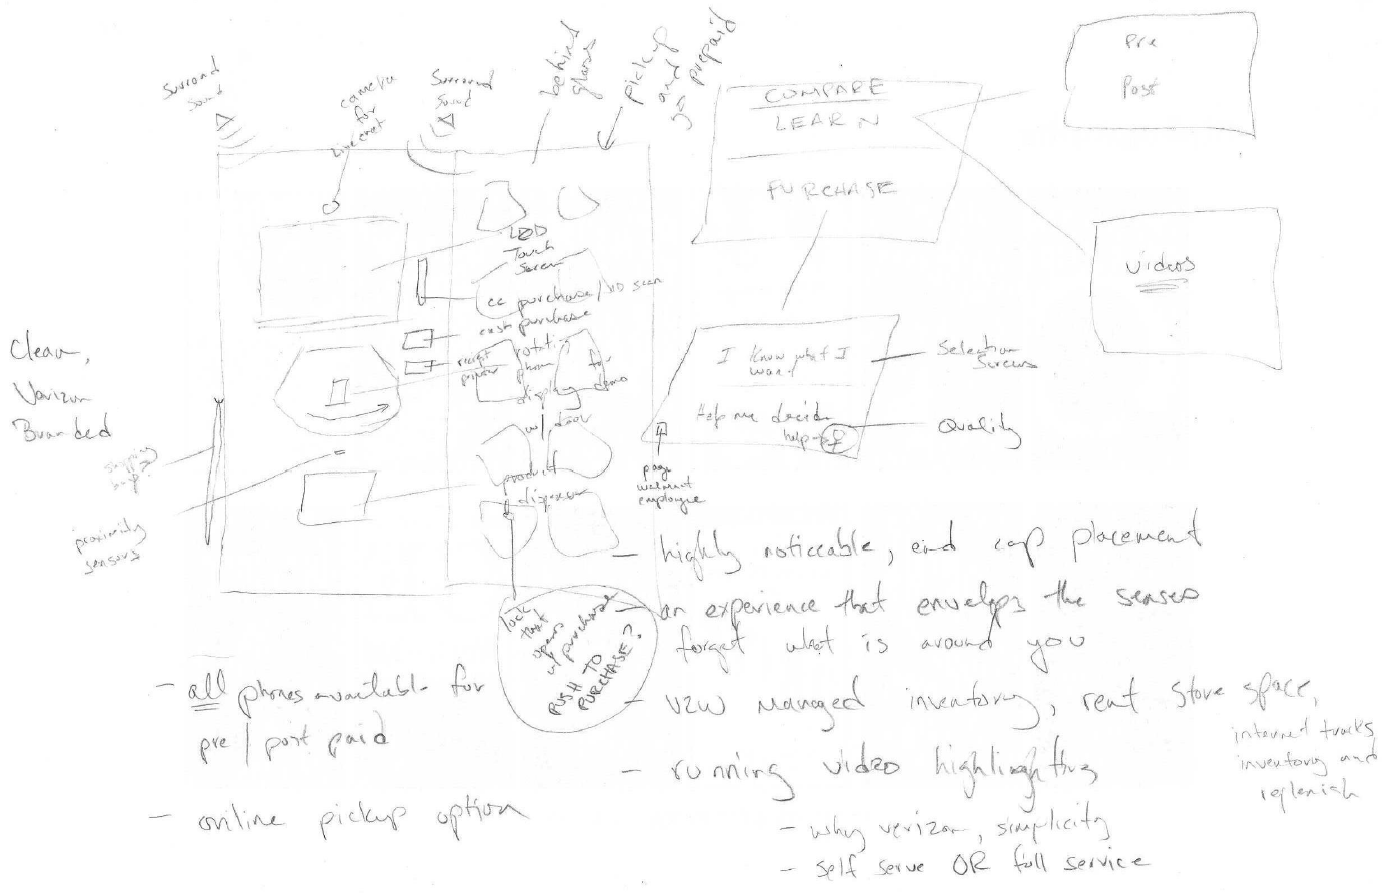 Surround
Sound
camera
for
Surround
Sound
behind
glass
pickup
and
go prepaid
COMPARE
LEARN
PURCHASE
Pre
Post
Videos
LED
Touch
Screen
cc purchase/ID scan
cash purchase
receipt
printer
rotating
phone
display for demo
w/ door
product
dispenser
Clean,
Verizon
Branded
shopping
proximity
sensors
I know what I
want
Help me decide
help→
Selection
Screens
Quality
page
walmart
employee
lock
that
opens
w/ purchase
PUSH TO
PURCHASE?
- highly noticeable, end cap placement
- an experience that envelops the senses
forget what is around you
- VZW managed inventory, rent store space,
internet tracks
inventory and
replenish
- running video highlighting
- why verizon, simplicity
- self serve OR full service
- all phones available for
pre/post paid
- online pickup option